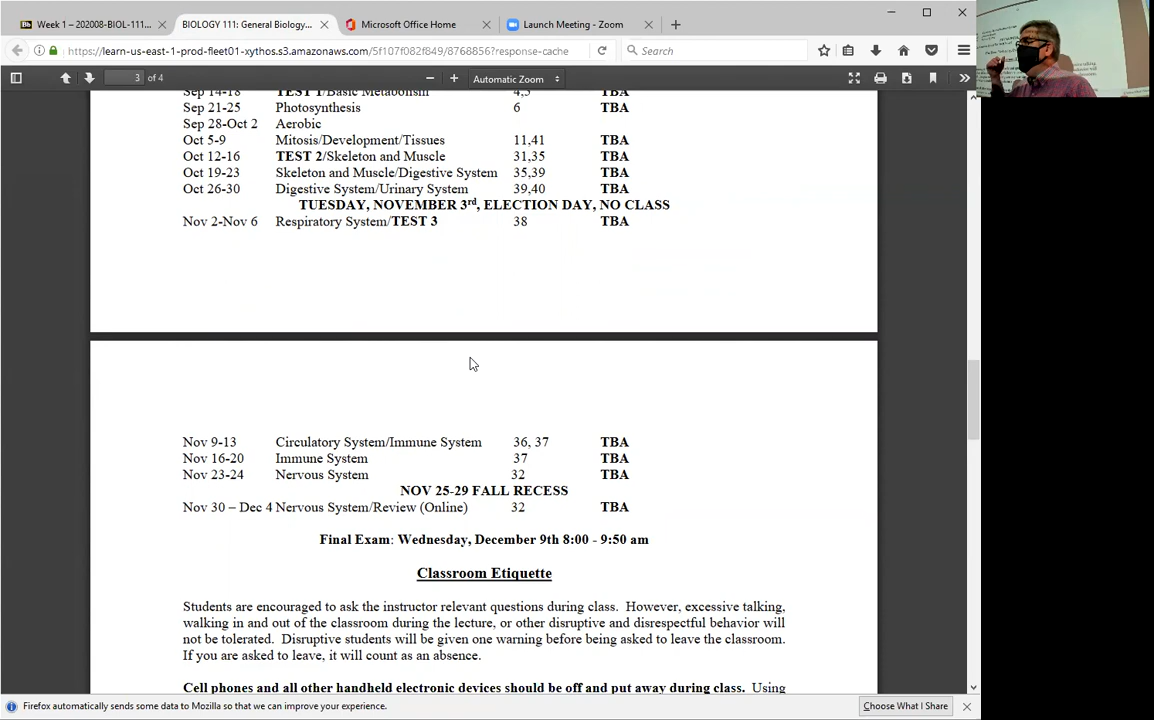 Week 1 – 202008-BIOL-111...
BIOLOGY 111: General Biology...
Microsoft Office Home
Launch Meeting - Zoom
https://learn-us-east-1-prod-fleet01-xythos.s3.amazonaws.com/5f107f082f849/8768856?response-cache
Search
3 of 4
Automatic Zoom
Sep 14-18 TEST 1/Basic Metabolism 4,5 TBA
Sep 21-25 Photosynthesis 6 TBA
Sep 28-Oct 2 Aerobic
Oct 5-9 Mitosis/Development/Tissues 11,41 TBA
Oct 12-16 TEST 2/Skeleton and Muscle 31,35 TBA
Oct 19-23 Skeleton and Muscle/Digestive System 35,39 TBA
Oct 26-30 Digestive System/Urinary System 39,40 TBA
TUESDAY, NOVEMBER 3rd, ELECTION DAY, NO CLASS
Nov 2-Nov 6 Respiratory System/TEST 3 38 TBA
Nov 9-13 Circulatory System/Immune System 36, 37 TBA
Nov 16-20 Immune System 37 TBA
Nov 23-24 Nervous System 32 TBA
NOV 25-29 FALL RECESS
Nov 30 – Dec 4 Nervous System/Review (Online) 32 TBA
Final Exam: Wednesday, December 9th 8:00 - 9:50 am
Classroom Etiquette
Students are encouraged to ask the instructor relevant questions during class. However, excessive talking,
walking in and out of the classroom during the lecture, or other disruptive and disrespectful behavior will
not be tolerated. Disruptive students will be given one warning before being asked to leave the classroom.
If you are asked to leave, it will count as an absence.
Cell phones and all other handheld electronic devices should be off and put away during class. Using
Firefox automatically sends some data to Mozilla so that we can improve your experience.
Choose What I Share